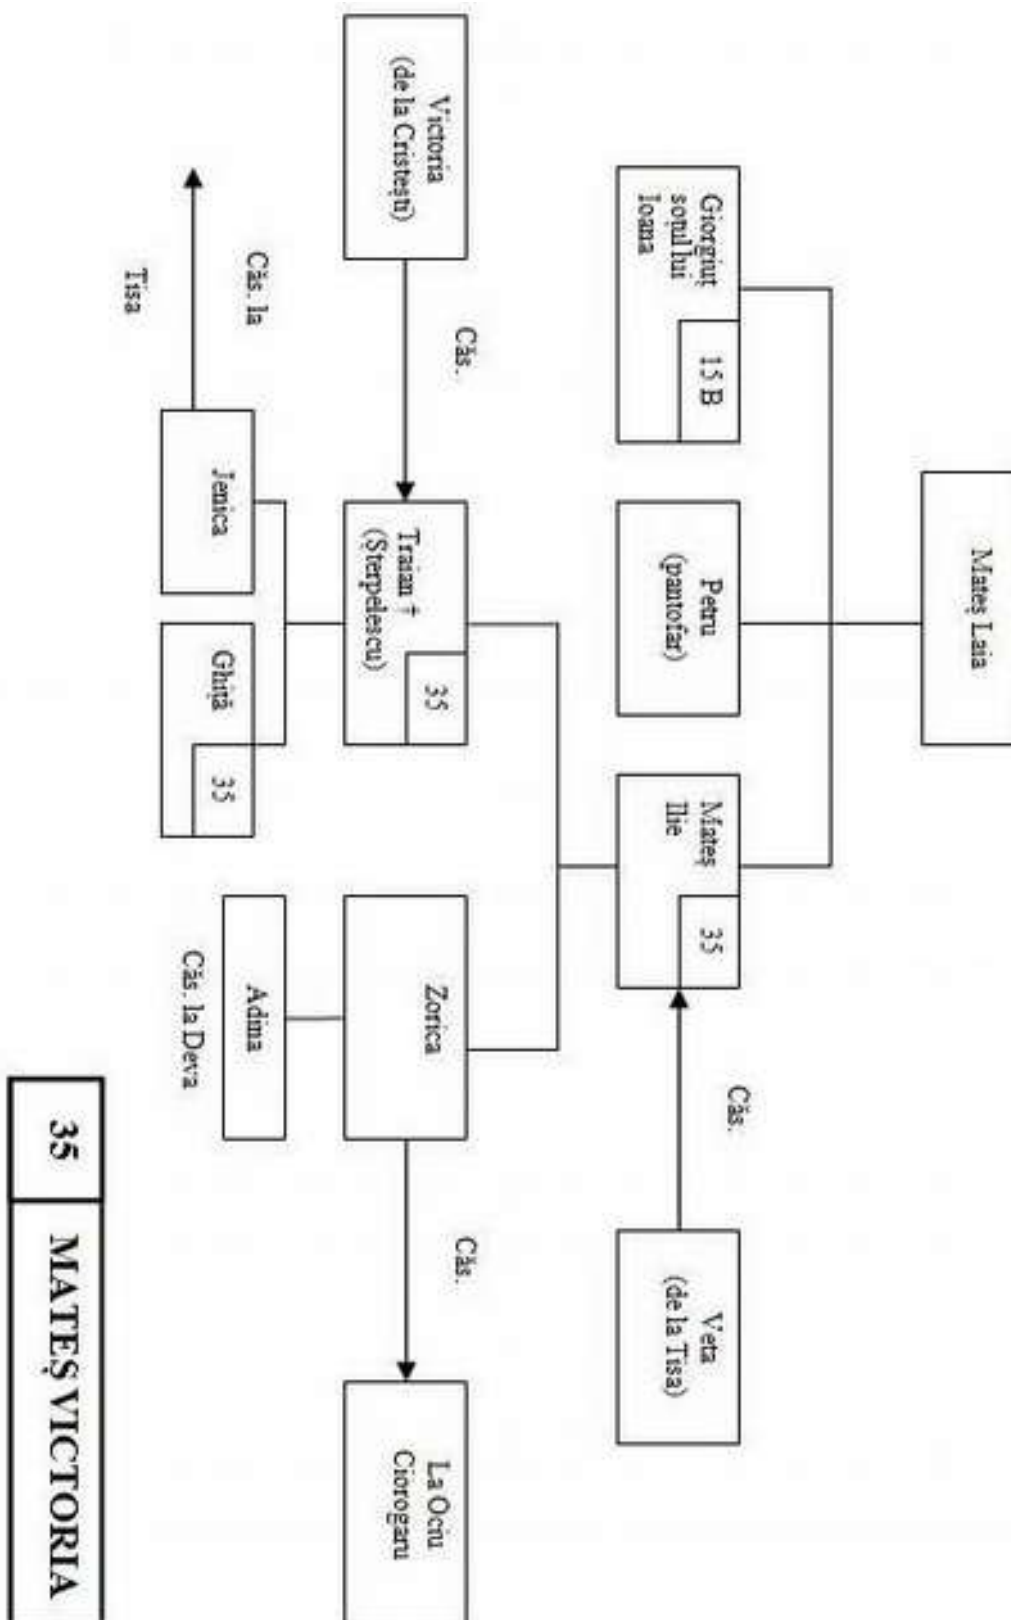 35 MATEȘ VICTORIA
Mateș Laia
Giorgiuț
soțul lui
Ioana
15 B
Petru
(pantofar)
Mateș
Ilie
35
Căs.
Veta
(de la Tisa)
Victoria
(de la Cristești)
Căs.
Traian †
(Șterpelescu)
35
Zorica
Căs.
La Ociu
Ciorogaru
Căs. la
Tisa
Jenica
Ghiță
35
Adina
Căs. la Deva